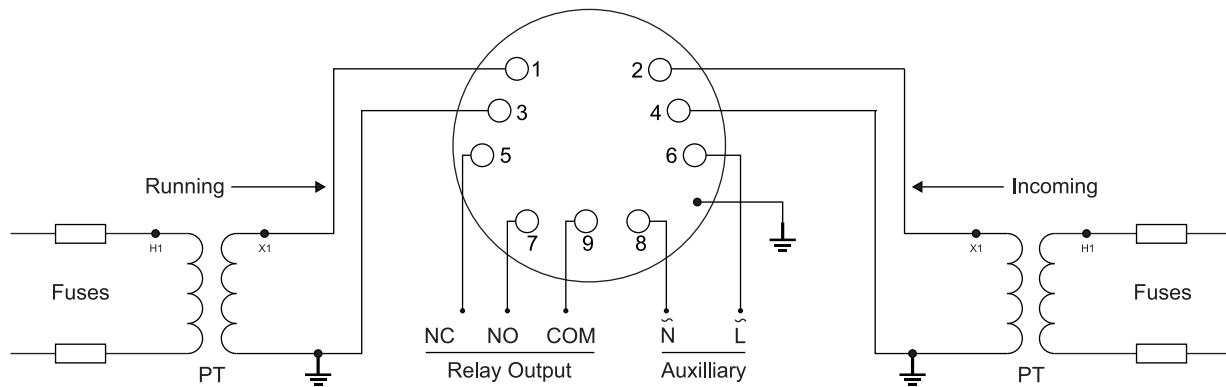 1 2
3 4
5 6
Running Incoming
7 9 8
H1 X1 X1 H1
Fuses Fuses
NC NO COM Ñ L̃
Relay Output Auxilliary
PT PT